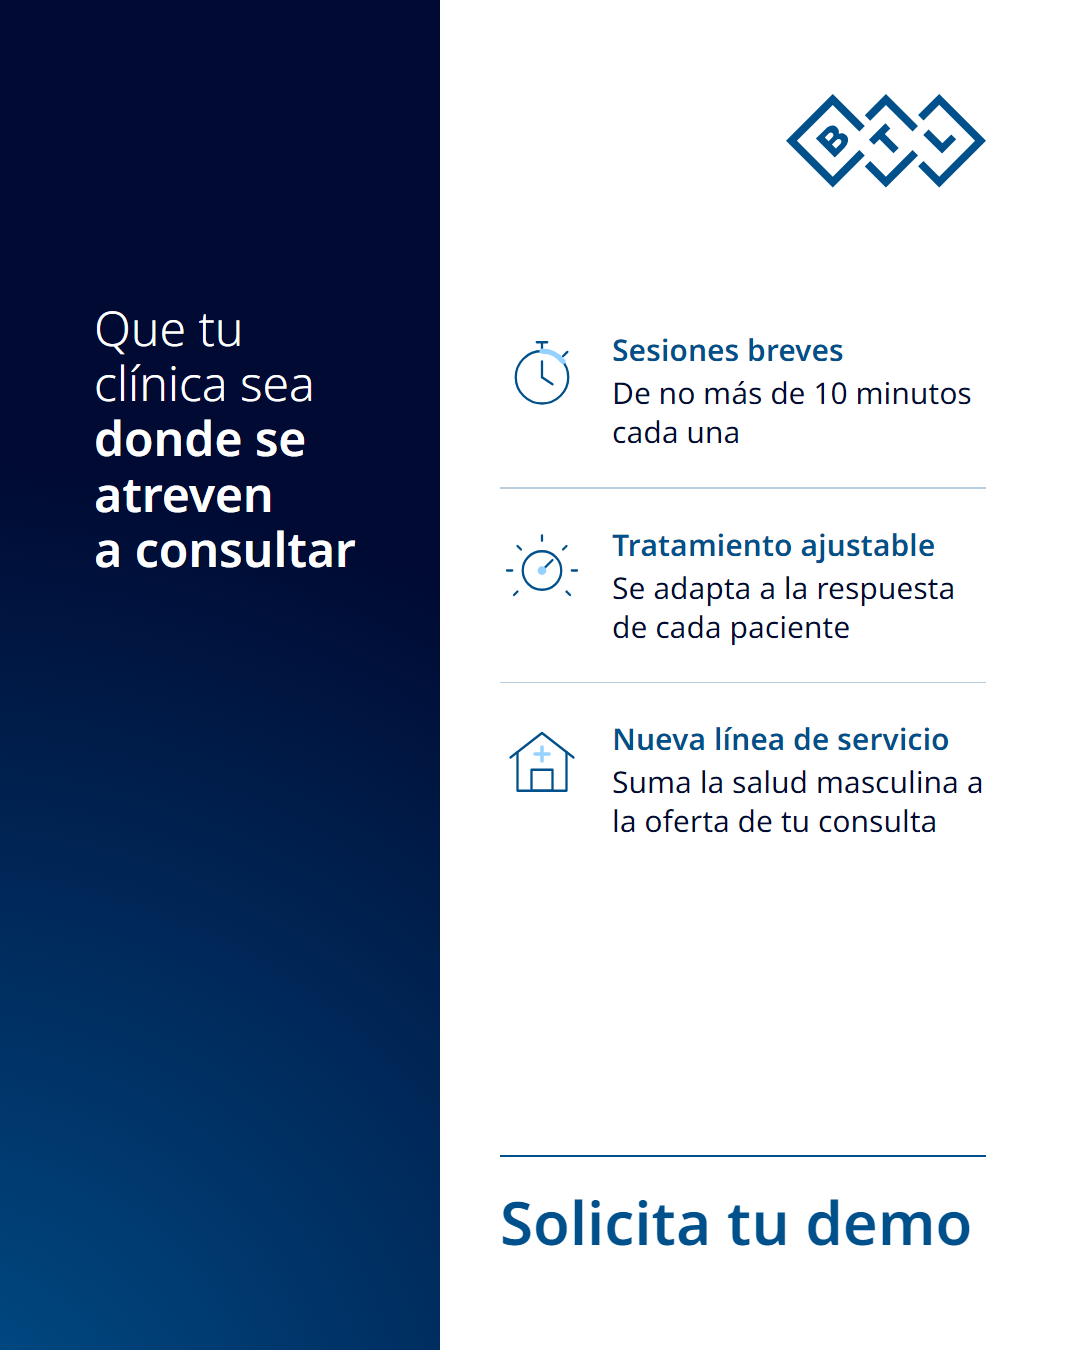 BTL
Que tu
clínica sea
donde se
atreven
a consultar
Sesiones breves
De no más de 10 minutos
cada una
Tratamiento ajustable
Se adapta a la respuesta
de cada paciente
Nueva línea de servicio
Suma la salud masculina a
la oferta de tu consulta
Solicita tu demo